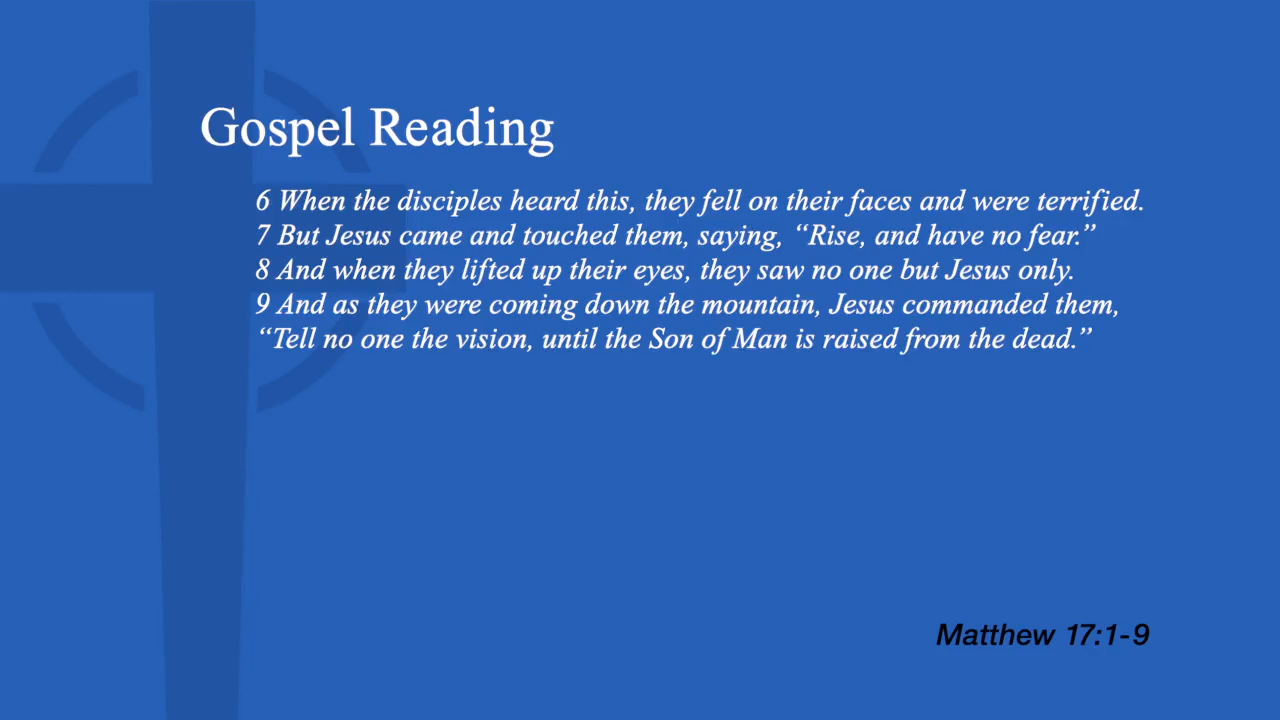 Gospel Reading
6 When the disciples heard this, they fell on their faces and were terrified.
7 But Jesus came and touched them, saying, “Rise, and have no fear.”
8 And when they lifted up their eyes, they saw no one but Jesus only.
9 And as they were coming down the mountain, Jesus commanded them,
“Tell no one the vision, until the Son of Man is raised from the dead.”
Matthew 17:1-9